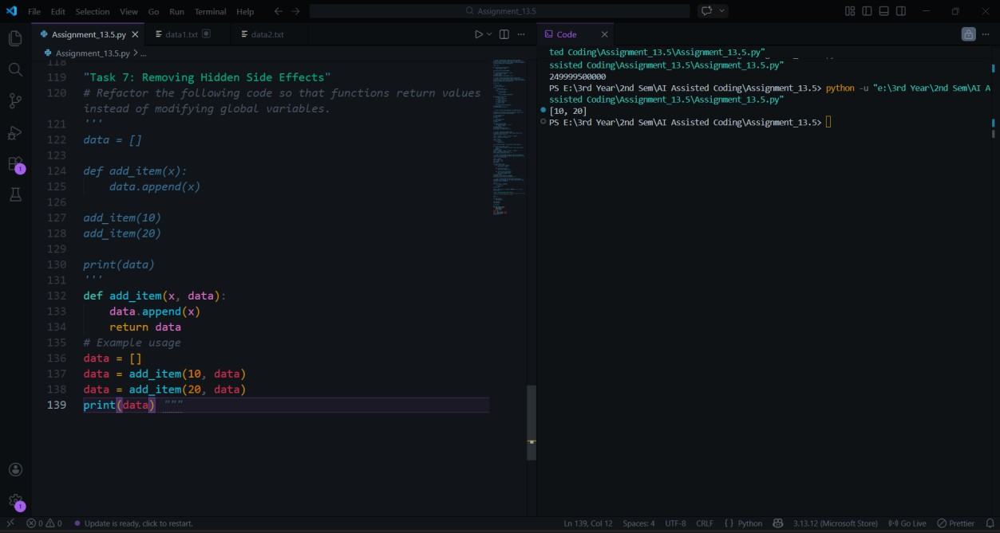 File Edit Selection View Go Run Terminal Help
Assignment_13.5
Assignment_13.5.py
data1.txt
data2.txt
Assignment_13.5.py > ...
118
119 "Task 7: Removing Hidden Side Effects"
120 # Refactor the following code so that functions return values
instead of modifying global variables.
121 '''
122 data = []
123
124 def add_item(x):
125 data.append(x)
126
127 add_item(10)
128 add_item(20)
129
130 print(data)
131 '''
132 def add_item(x, data):
133 data.append(x)
134 return data
135 # Example usage
136 data = []
137 data = add_item(10, data)
138 data = add_item(20, data)
139 print(data) """
Code
ted Coding\Assignment_13.5\Assignment_13.5.py"
ssisted Coding\Assignment_13.5\Assignment_13.5.py"
249999500000
PS E:\3rd Year\2nd Sem\AI Assisted Coding\Assignment_13.5> python -u "e:\3rd Year\2nd Sem\AI A
ssisted Coding\Assignment_13.5\Assignment_13.5.py"
[10, 20]
PS E:\3rd Year\2nd Sem\AI Assisted Coding\Assignment_13.5>
1
1
0 0 Update is ready, click to restart.
Ln 139, Col 12 Spaces: 4 UTF-8 CRLF { } Python 3.13.12 (Microsoft Store) Go Live Prettier